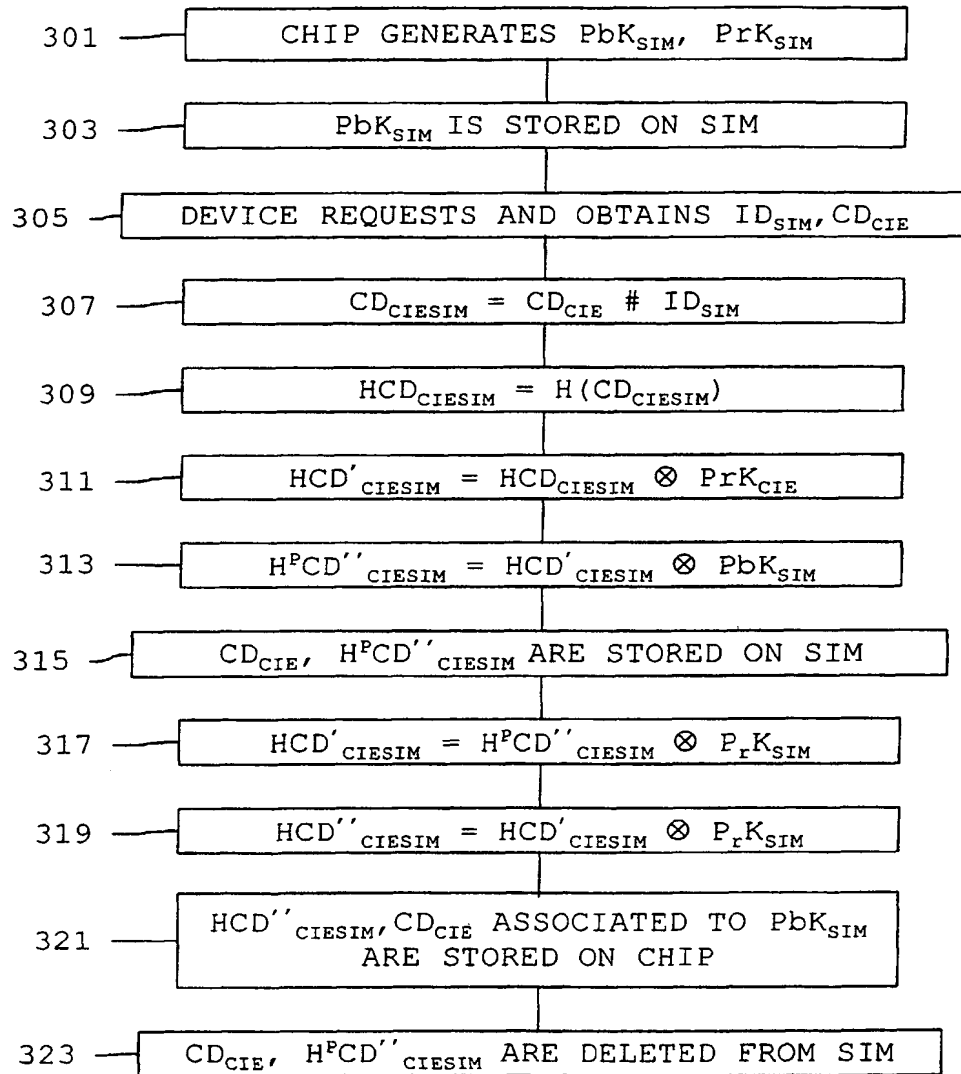 301 CHIP GENERATES PbK_SIM, PrK_SIM
303 PbK_SIM IS STORED ON SIM
305 DEVICE REQUESTS AND OBTAINS ID_SIM, CD_CIE
307 CD_CIESIM = CD_CIE # ID_SIM
309 HCD_CIESIM = H(CD_CIESIM)
311 HCD'_CIESIM = HCD_CIESIM ⊗ PrK_CIE
313 H^PCD''_CIESIM = HCD'_CIESIM ⊗ PbK_SIM
315 CD_CIE, H^PCD''_CIESIM ARE STORED ON SIM
317 HCD'_CIESIM = H^PCD''_CIESIM ⊗ P_rK_SIM
319 HCD''_CIESIM = HCD'_CIESIM ⊗ P_rK_SIM
321 HCD''_CIESIM, CD_CIE ASSOCIATED TO PbK_SIM
ARE STORED ON CHIP
323 CD_CIE, H^PCD''_CIESIM ARE DELETED FROM SIM